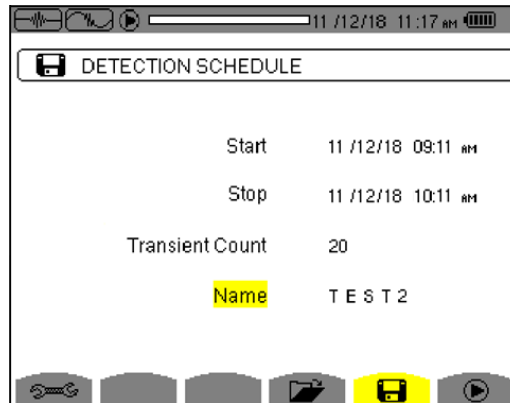 11 /12/18 11:17 AM
DETECTION SCHEDULE
Start 11 /12/18 09:11 AM
Stop 11 /12/18 10:11 AM
Transient Count 20
Name T E S T 2